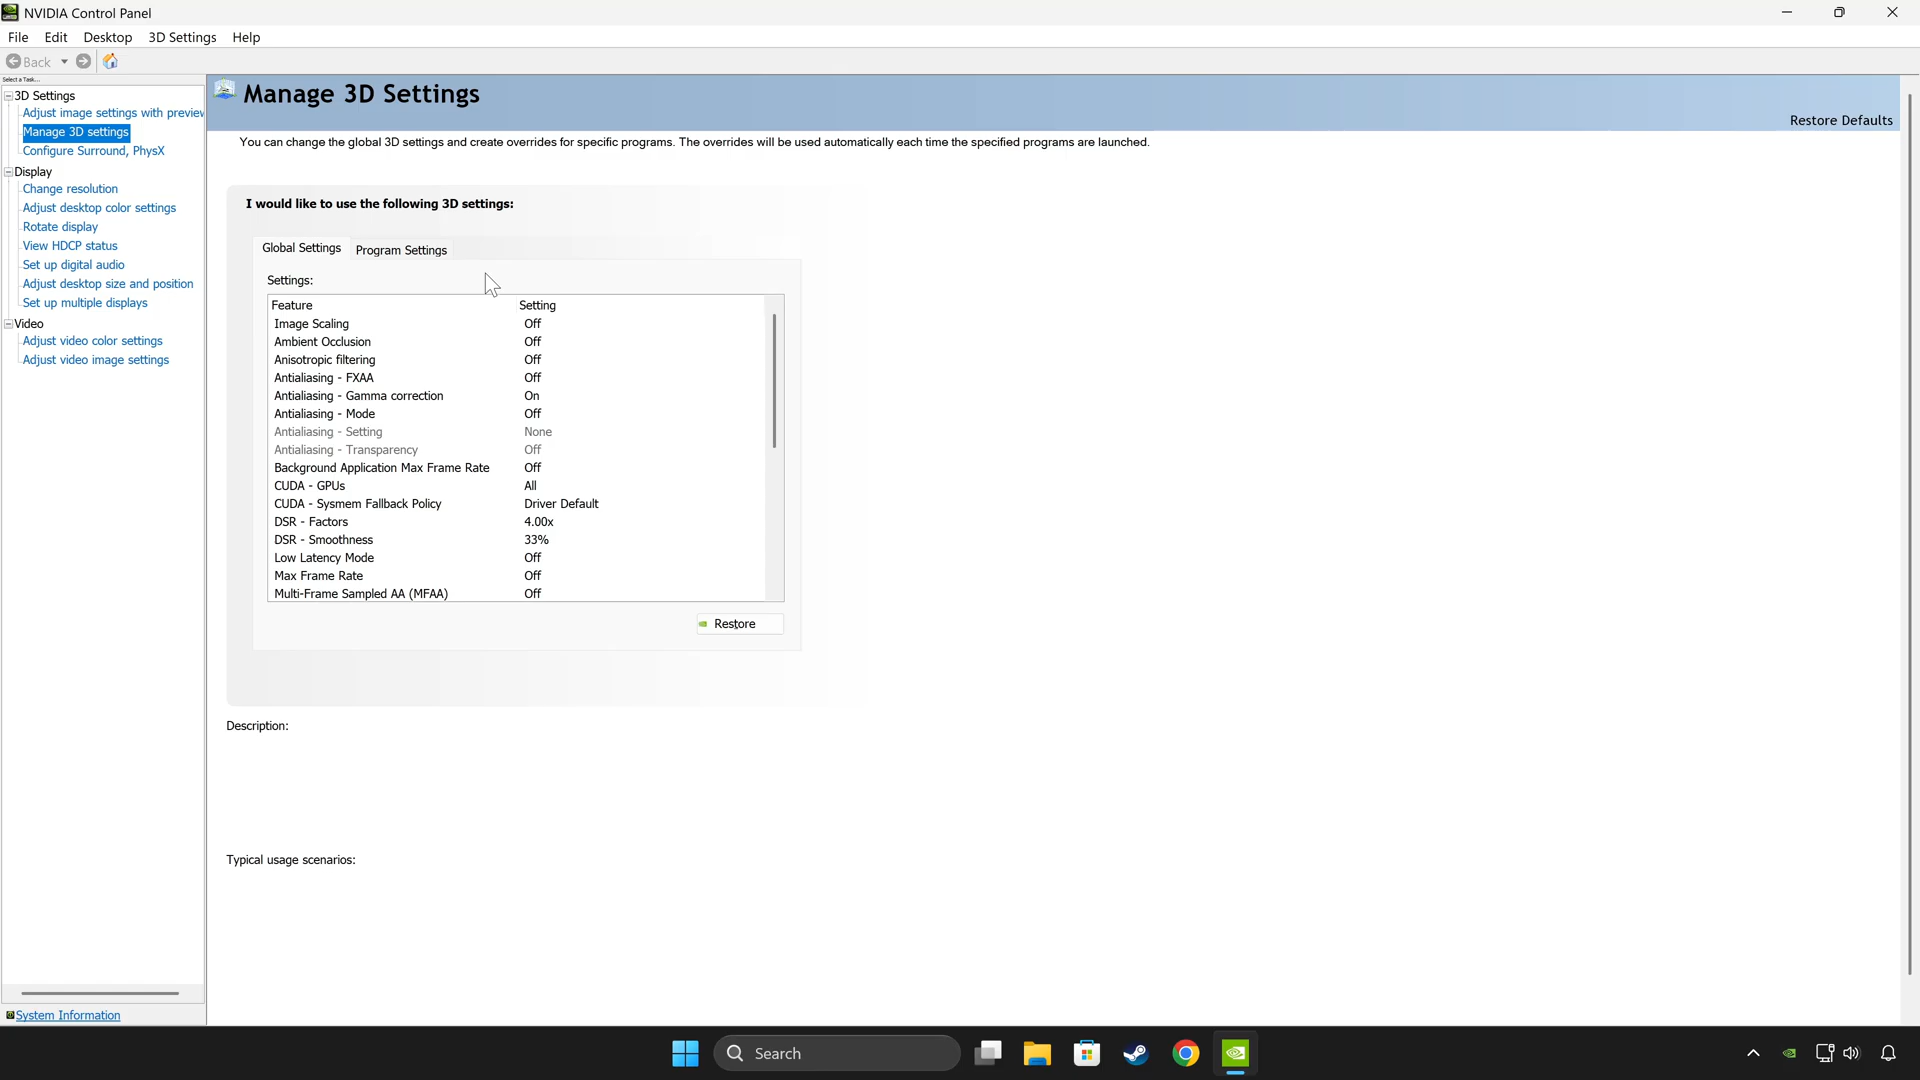 NVIDIA Control Panel
File Edit Desktop 3D Settings Help
Back
Select a Task...
3D Settings
Adjust image settings with preview
Manage 3D settings
Configure Surround, PhysX
Display
Change resolution
Adjust desktop color settings
Rotate display
View HDCP status
Set up digital audio
Adjust desktop size and position
Set up multiple displays
Video
Adjust video color settings
Adjust video image settings
System Information
Manage 3D Settings
Restore Defaults
You can change the global 3D settings and create overrides for specific programs. The overrides will be used automatically each time the specified programs are launched.
I would like to use the following 3D settings:
Global Settings Program Settings
Settings:
Feature Setting
Image Scaling Off
Ambient Occlusion Off
Anisotropic filtering Off
Antialiasing - FXAA Off
Antialiasing - Gamma correction On
Antialiasing - Mode Off
Antialiasing - Setting None
Antialiasing - Transparency Off
Background Application Max Frame Rate Off
CUDA - GPUs All
CUDA - Sysmem Fallback Policy Driver Default
DSR - Factors 4.00x
DSR - Smoothness 33%
Low Latency Mode Off
Max Frame Rate Off
Multi-Frame Sampled AA (MFAA) Off
Restore
Description:
Typical usage scenarios:
Search